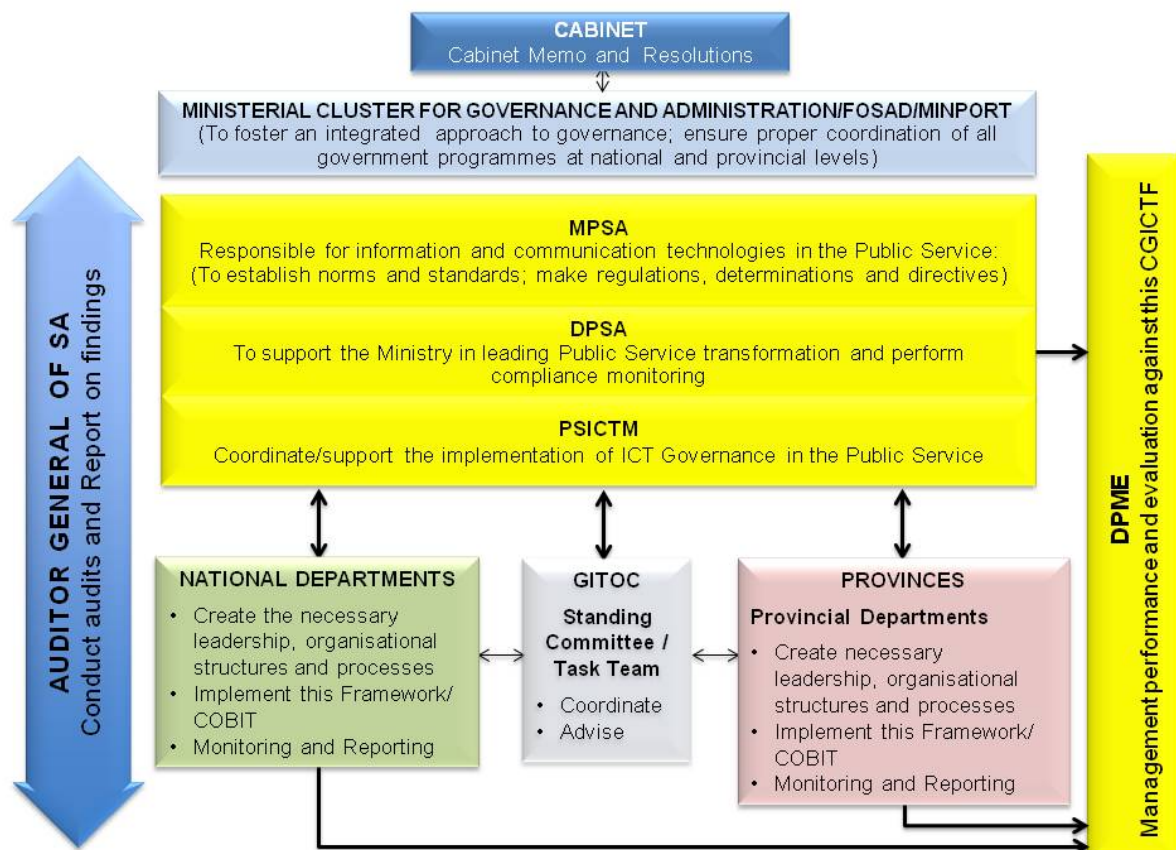 CABINET
Cabinet Memo and Resolutions
MINISTERIAL CLUSTER FOR GOVERNANCE AND ADMINISTRATION/FOSAD/MINPORT
(To foster an integrated approach to governance; ensure proper coordination of all
government programmes at national and provincial levels)
AUDITOR GENERAL OF SA
Conduct audits and Report on findings
MPSA
Responsible for information and communication technologies in the Public Service:
(To establish norms and standards; make regulations, determinations and directives)
DPSA
To support the Ministry in leading Public Service transformation and perform
compliance monitoring
PSICTM
Coordinate/support the implementation of ICT Governance in the Public Service
DPME
Management performance and evaluation against this CGICTF
NATIONAL DEPARTMENTS
• Create the necessary
leadership, organisational
structures and processes
• Implement this Framework/
COBIT
• Monitoring and Reporting
GITOC
Standing
Committee /
Task Team
• Coordinate
• Advise
PROVINCES
Provincial Departments
• Create necessary
leadership, organisational
structures and processes
• Implement this Framework/
COBIT
• Monitoring and Reporting